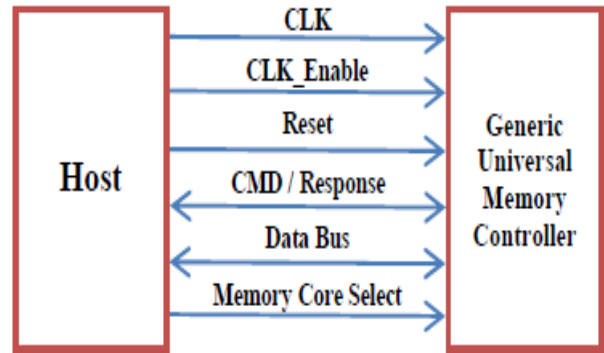 Host
CLK
CLK_Enable
Reset
CMD / Response
Data Bus
Memory Core Select
Generic
Universal
Memory
Controller